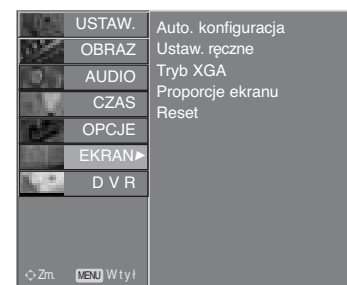 USTAW.
OBRAZ
AUDIO
CZAS
OPCJE
EKRAN
D V R
Zm. MENU Wtył
Auto. konfiguracja
Ustaw. ręczne
Tryb XGA
Proporcje ekranu
Reset